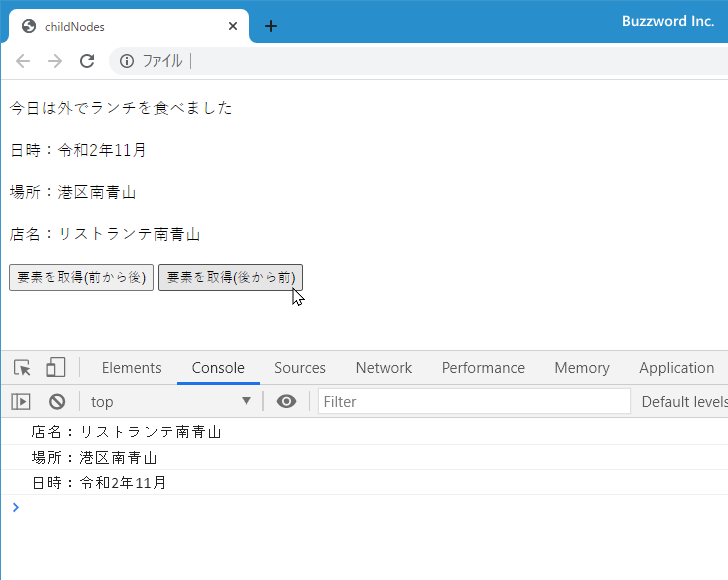 Buzzword Inc.
childNodes
ファイル
今日は外でランチを食べました
日時：令和2年11月
場所：港区南青山
店名：リストランテ南青山
要素を取得(前から後) 要素を取得(後から前)
Elements Console Sources Network Performance Memory Application
top Filter Default levels
店名：リストランテ南青山
場所：港区南青山
日時：令和2年11月